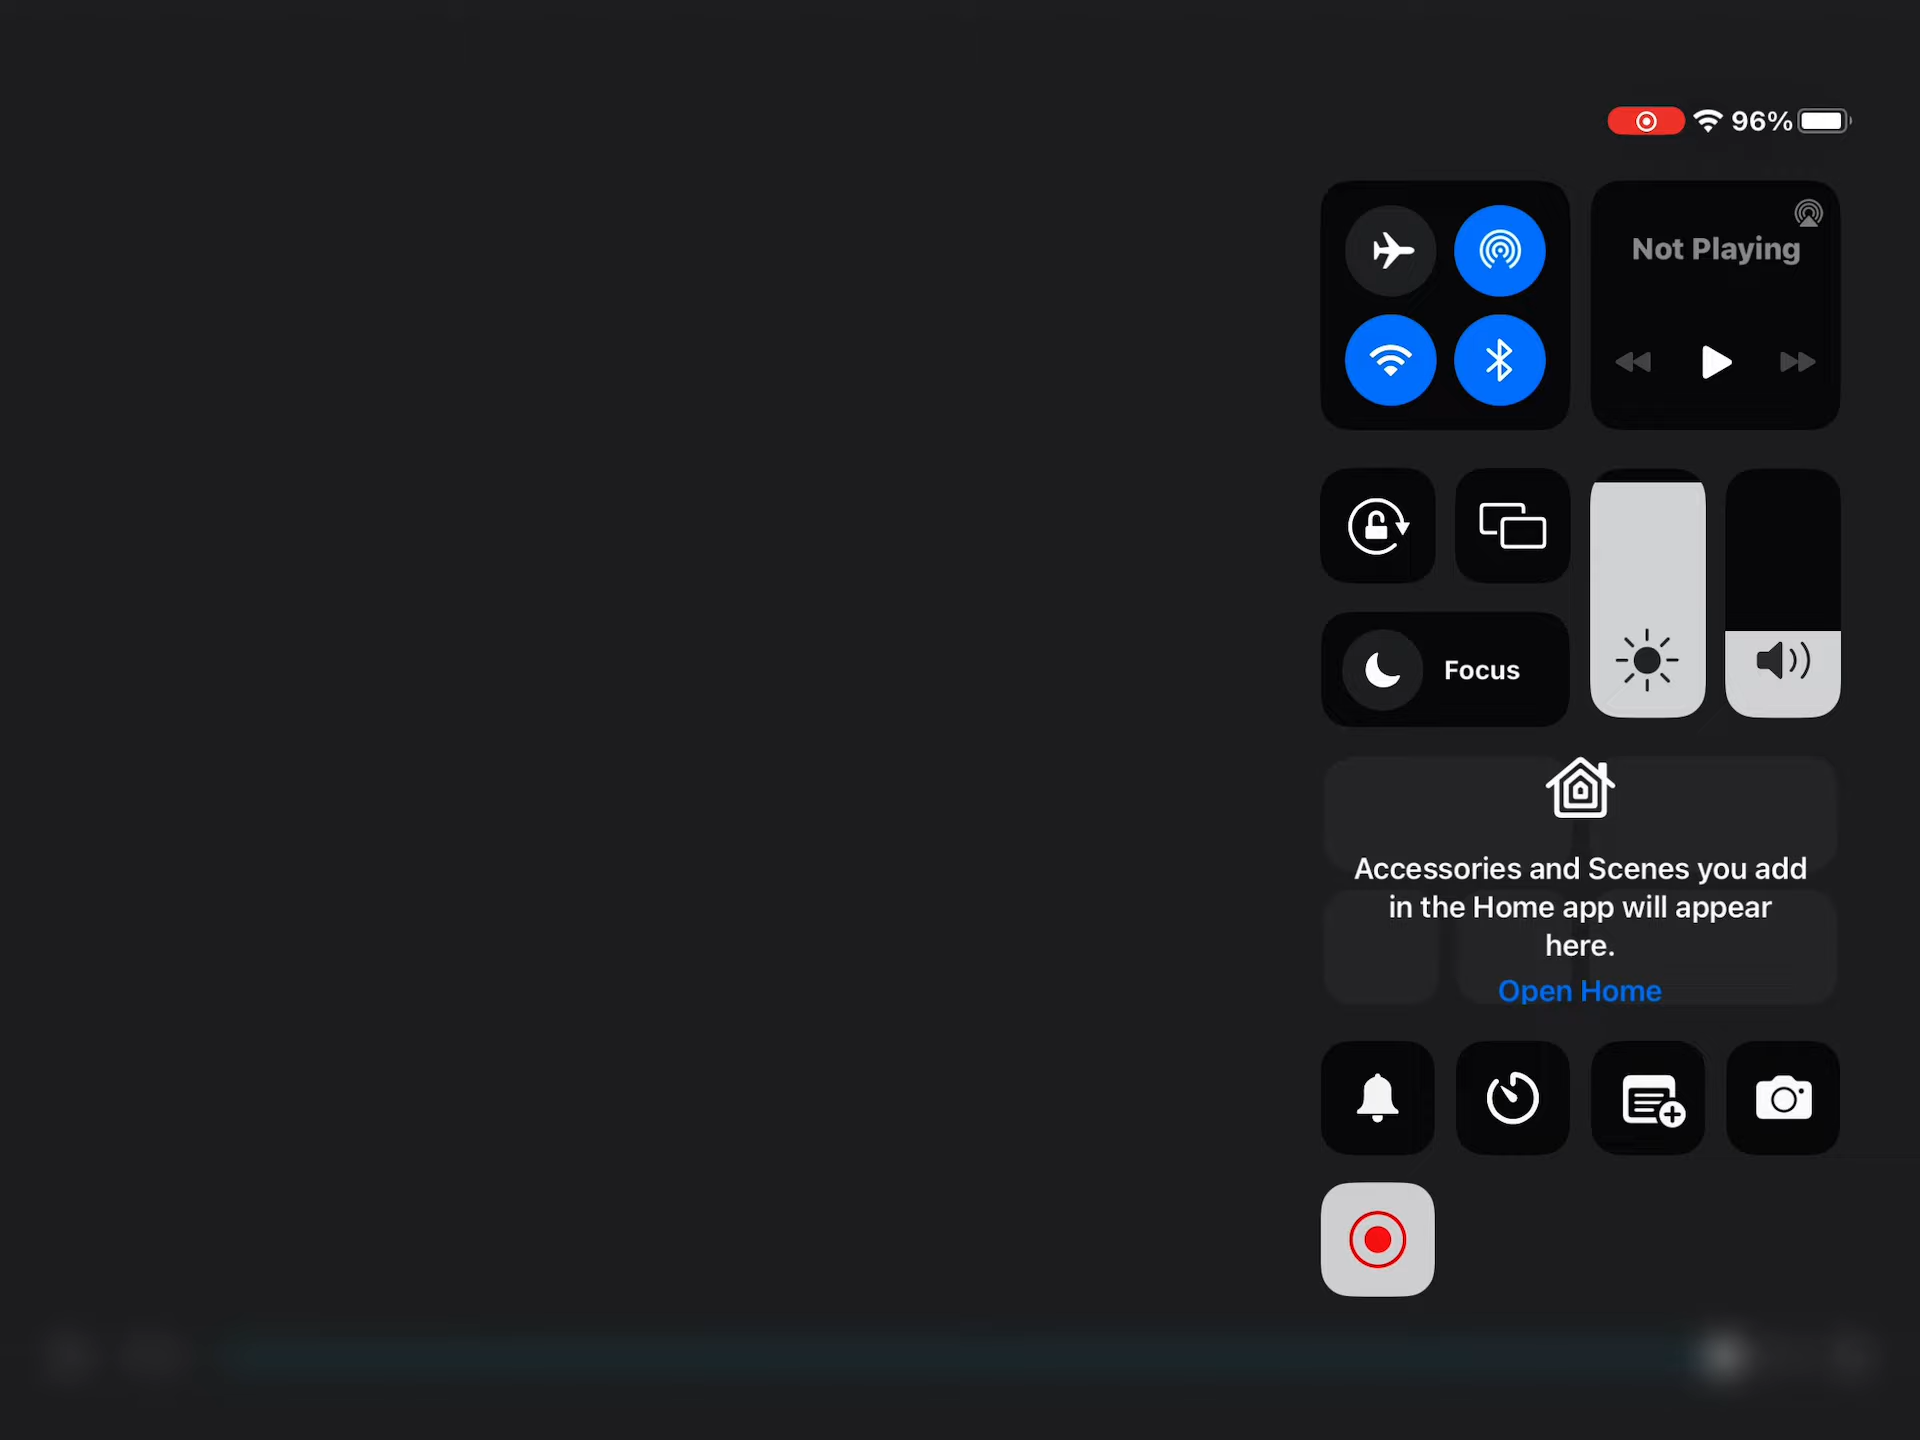 96%
Not Playing
Focus
Accessories and Scenes you add
in the Home app will appear
here.
Open Home